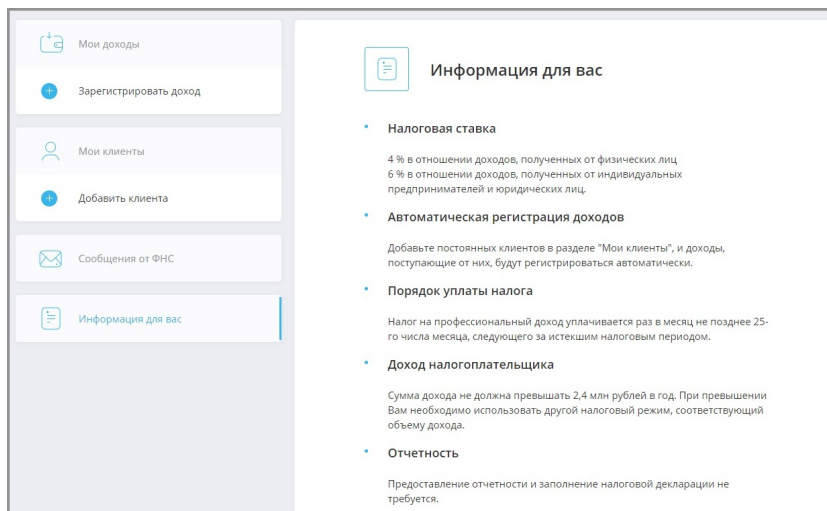 Мои доходы
Зарегистрировать доход
Мои клиенты
Добавить клиента
Сообщения от ФНС
Информация для вас
Информация для вас
Налоговая ставка
4 % в отношении доходов, полученных от физических лиц
6 % в отношении доходов, полученных от индивидуальных
предпринимателей и юридических лиц.
Автоматическая регистрация доходов
Добавьте постоянных клиентов в разделе "Мои клиенты", и доходы,
поступающие от них, будут регистрироваться автоматически.
Порядок уплаты налога
Налог на профессиональный доход уплачивается раз в месяц не позднее 25-
го числа месяца, следующего за истекшим налоговым периодом.
Доход налогоплательщика
Сумма дохода не должна превышать 2,4 млн рублей в год. При превышении
Вам необходимо использовать другой налоговый режим, соответствующий
объему дохода.
Отчетность
Предоставление отчетности и заполнение налоговой декларации не
требуется.